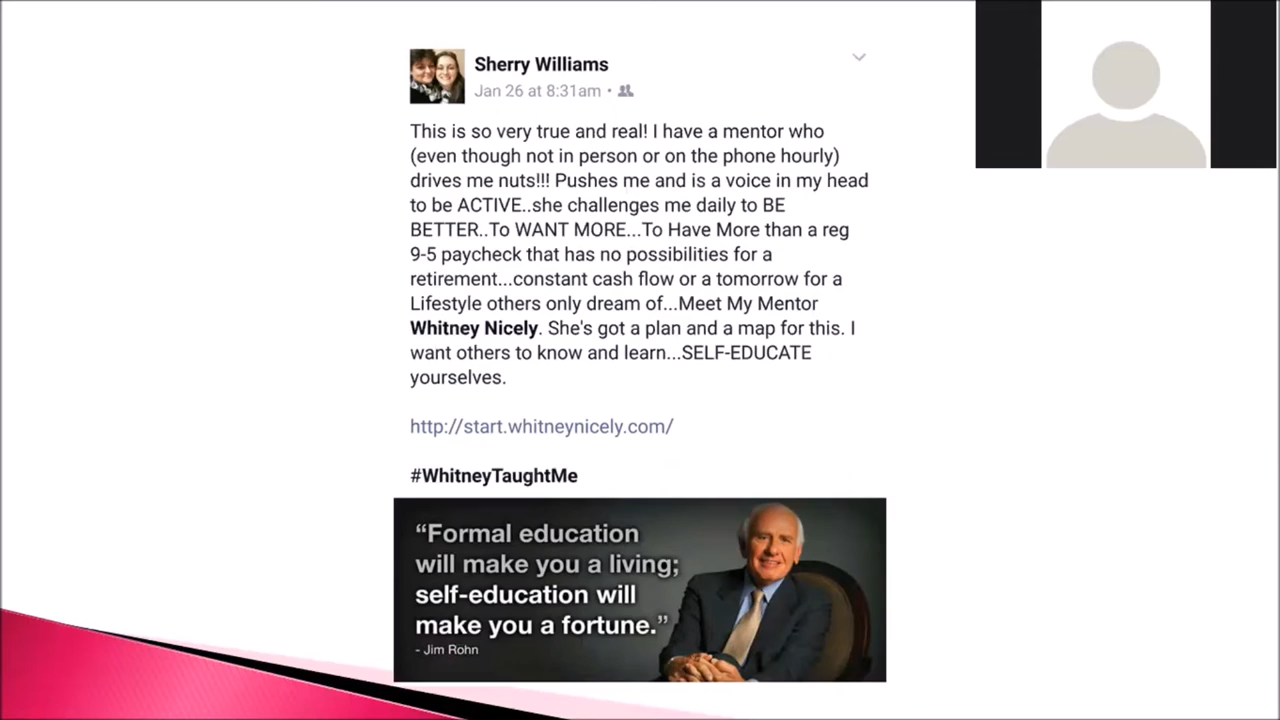 Sherry Williams
Jan 26 at 8:31am •
This is so very true and real! I have a mentor who
(even though not in person or on the phone hourly)
drives me nuts!!! Pushes me and is a voice in my head
to be ACTIVE..she challenges me daily to BE
BETTER..To WANT MORE...To Have More than a reg
9-5 paycheck that has no possibilities for a
retirement...constant cash flow or a tomorrow for a
Lifestyle others only dream of...Meet My Mentor
Whitney Nicely. She's got a plan and a map for this. I
want others to know and learn...SELF-EDUCATE
yourselves.
http://start.whitneynicely.com/
#WhitneyTaughtMe
“Formal education
will make you a living;
self-education will
make you a fortune.”
- Jim Rohn